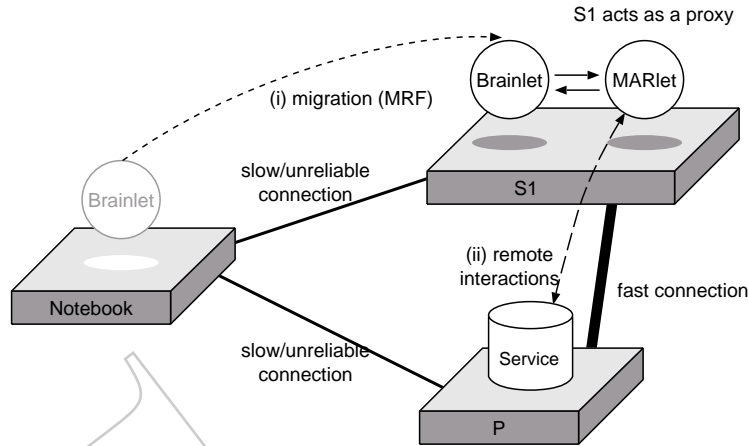 S1 acts as a proxy
Brainlet
MARlet
(i) migration (MRF)
Brainlet
slow/unreliable
connection
S1
(ii) remote
interactions
Notebook
fast connection
slow/unreliable
connection
Service
P